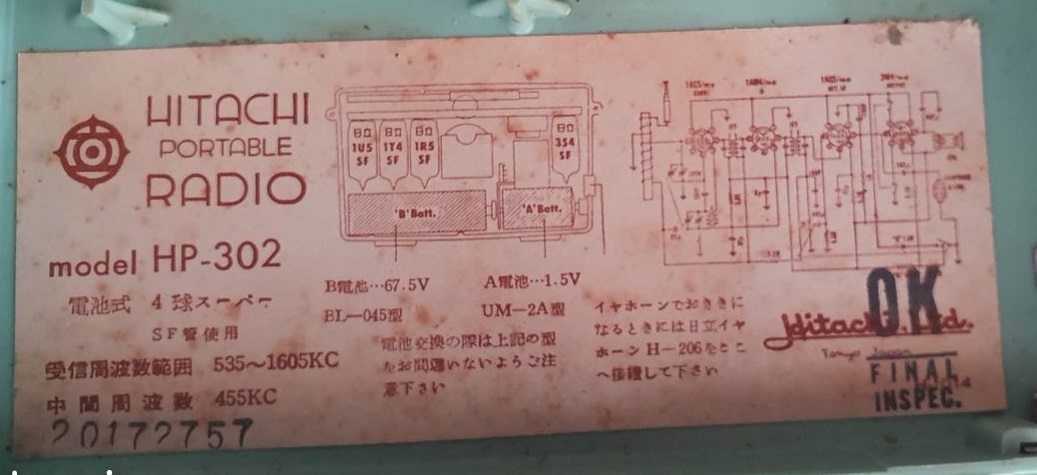 HITACHI
PORTABLE
RADIO
model HP-302
電池式 4球スーパー
SF管使用
受信周波数範囲 535~1605KC
中間周波数 455KC
20172757
1U5
SF
1T4
SF
1R5
SF
3S4
SF
'B' Batt.
'A' Batt.
B電池…67.5V
BL-045型
A電池…1.5V
UM-2A型
電池交換の際は上記の型
をお間違いないようご注
意下さい
イヤホーンでおききに
なるときには日立イヤ
ホーンH-206をここ
へ接続して下さい
Hitachi, Ltd.
Tokyo Japan
OK
FINAL
INSPEC.